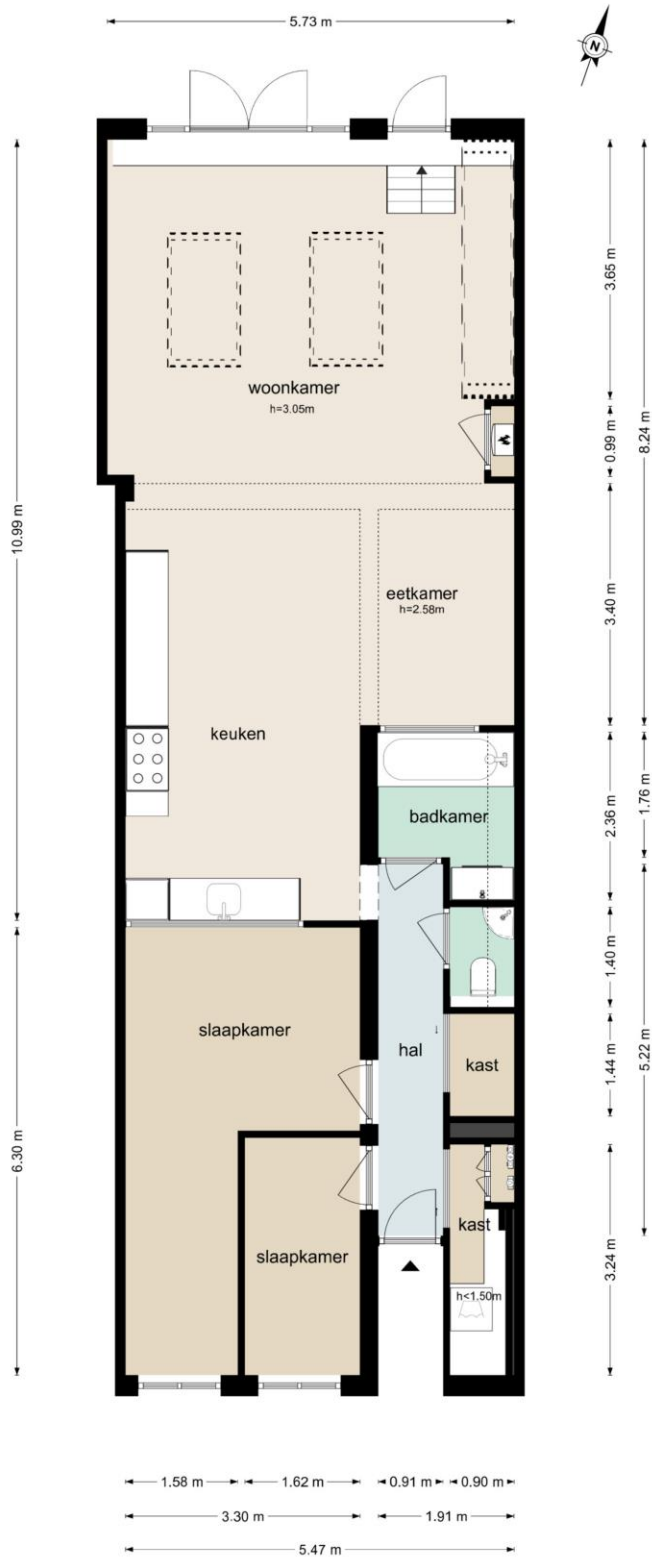 5.73 m
N
woonkamer
h=3.05m
eetkamer
h=2.58m
keuken
badkamer
slaapkamer
hal
kast
slaapkamer
kast
h<1.50m
10.99 m
6.30 m
3.65 m
0.99 m
3.40 m
2.36 m
1.40 m
1.44 m
3.24 m
8.24 m
1.76 m
5.22 m
1.58 m
1.62 m
0.91 m
0.90 m
3.30 m
1.91 m
5.47 m